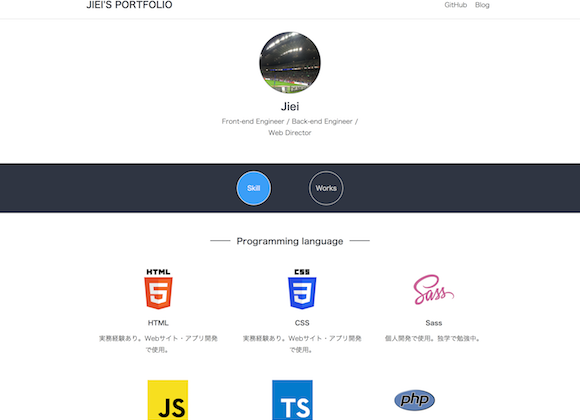 JIEI'S PORTFOLIO
GitHub Blog
Jiei
Front-end Engineer / Back-end Engineer /
Web Director
Skill Works
Programming language
HTML
5
CSS
3
Sass
HTML CSS Sass
実務経験あり。Webサイト・アプリ開発
で使用。
実務経験あり。Webサイト・アプリ開発
で使用。
個人開発で使用。独学で勉強中。
JS
TS
php